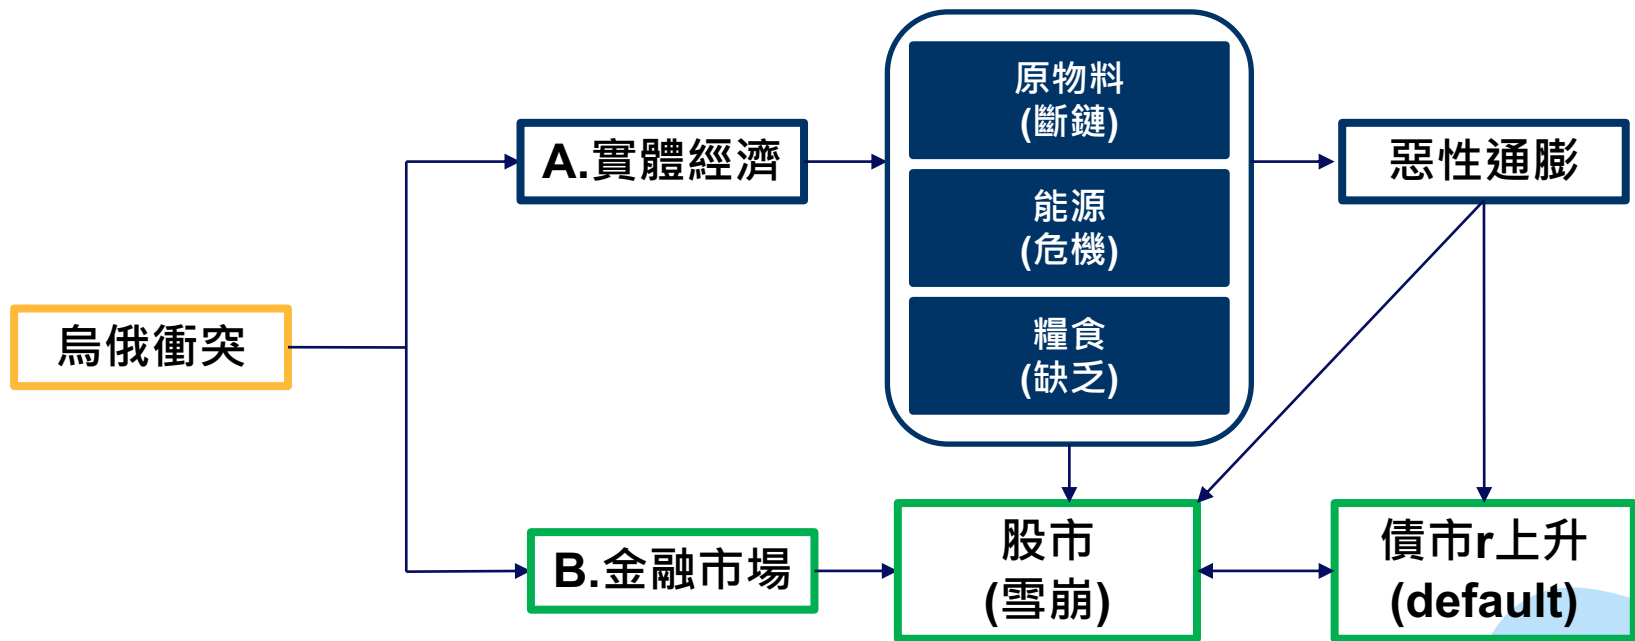 烏俄衝突
A.實體經濟
原物料
(斷鏈)
能源
(危機)
糧食
(缺乏)
惡性通膨
B.金融市場
股市
(雪崩)
債市r上升
(default)